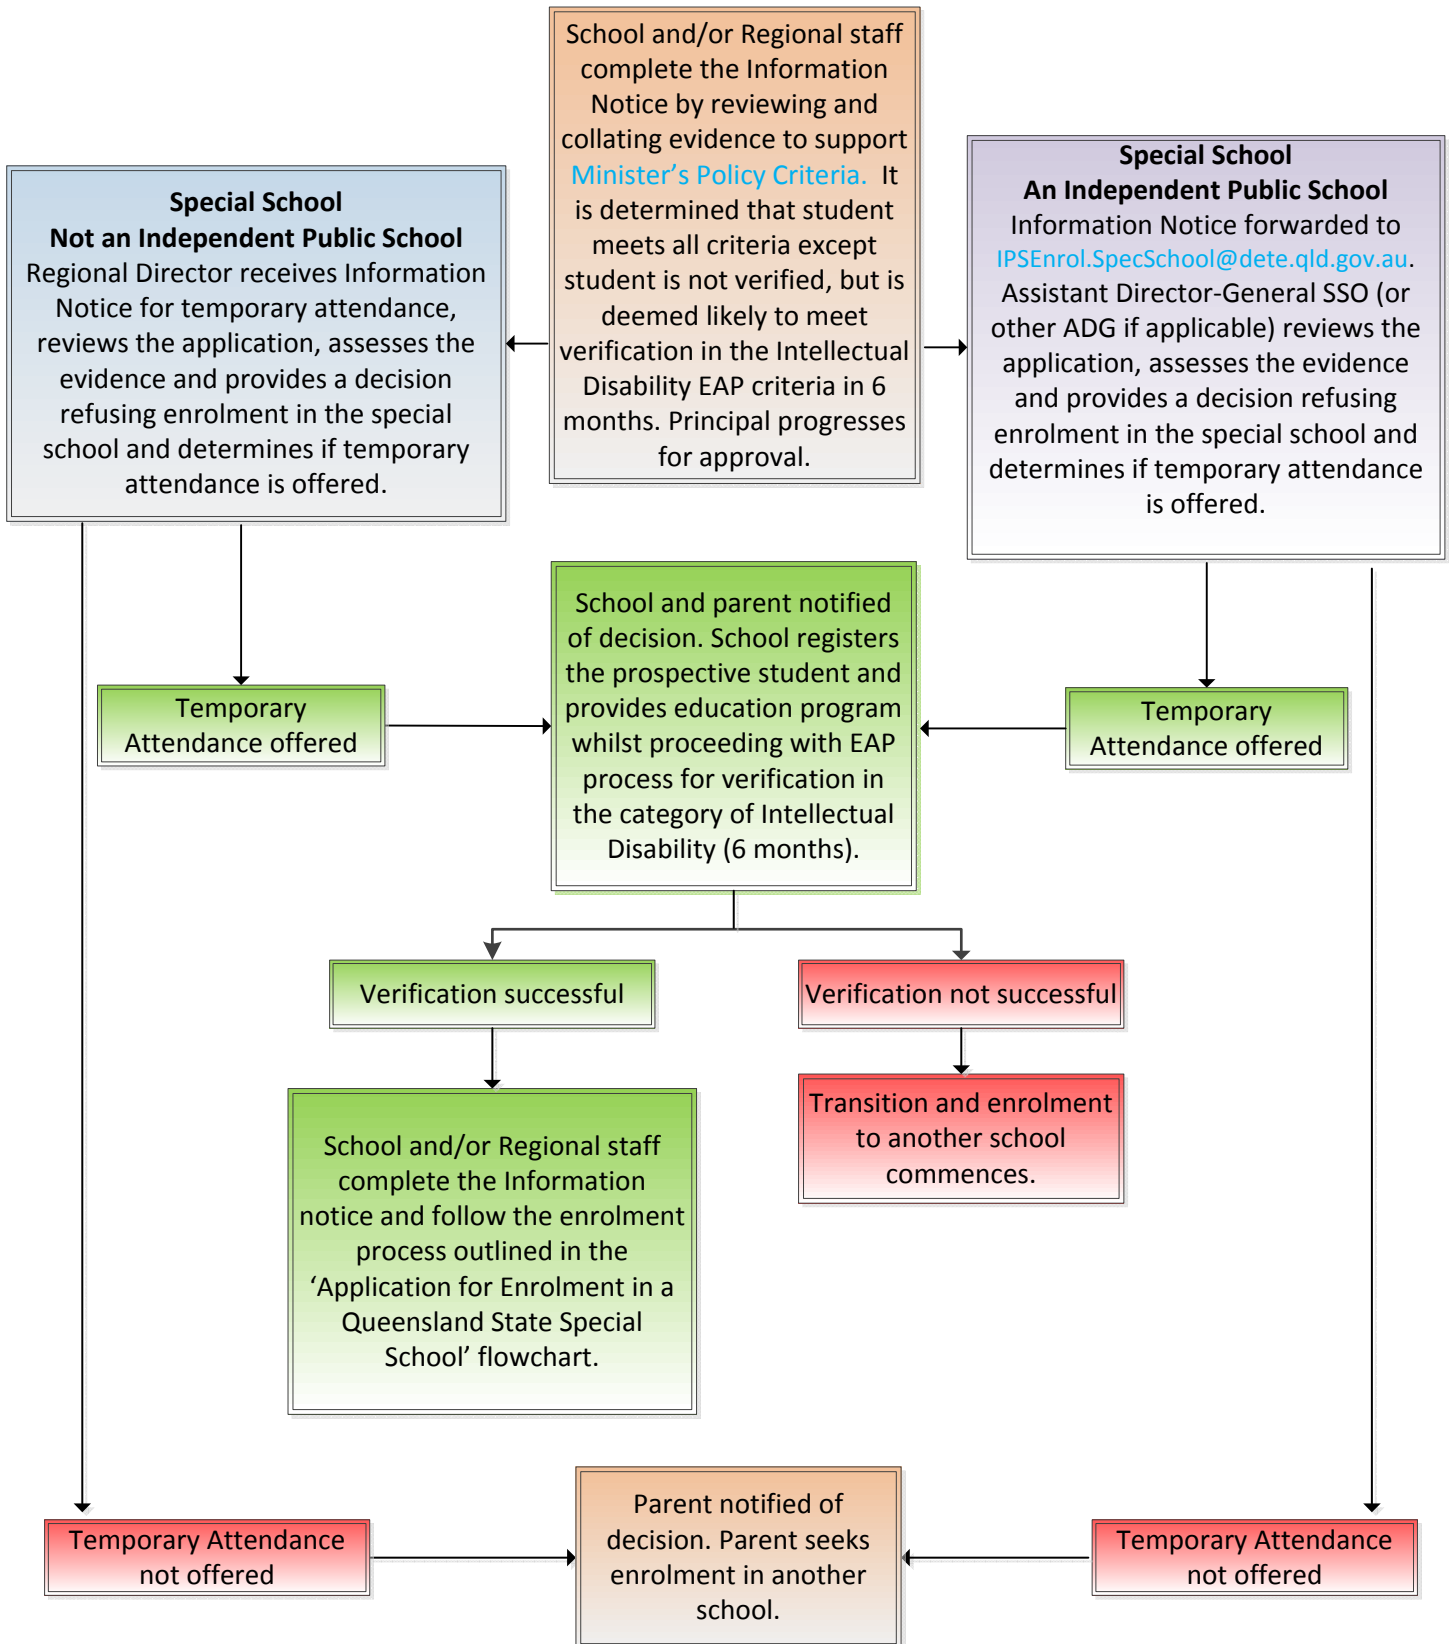 School and/or Regional staff
complete the Information
Notice by reviewing and
collating evidence to support
Minister's Policy Criteria. It
is determined that student
meets all criteria except
student is not verified, but is
deemed likely to meet
verification in the Intellectual
Disability EAP criteria in 6
months. Principal progresses
for approval.
Special School
Not an Independent Public School
Regional Director receives Information
Notice for temporary attendance,
reviews the application, assesses the
evidence and provides a decision
refusing enrolment in the special
school and determines if temporary
attendance is offered.
Special School
An Independent Public School
Information Notice forwarded to
IPSEnrol.SpecSchool@dete.qld.gov.au.
Assistant Director-General SSO (or
other ADG if applicable) reviews the
application, assesses the evidence
and provides a decision refusing
enrolment in the special school and
determines if temporary attendance
is offered.
Temporary
Attendance offered
School and parent notified
of decision. School registers
the prospective student and
provides education program
whilst proceeding with EAP
process for verification in
the category of Intellectual
Disability (6 months).
Temporary
Attendance offered
Verification successful
Verification not successful
School and/or Regional staff
complete the Information
notice and follow the enrolment
process outlined in the
‘Application for Enrolment in a
Queensland State Special
School’ flowchart.
Transition and enrolment
to another school
commences.
Temporary Attendance
not offered
Parent notified of
decision. Parent seeks
enrolment in another
school.
Temporary Attendance
not offered